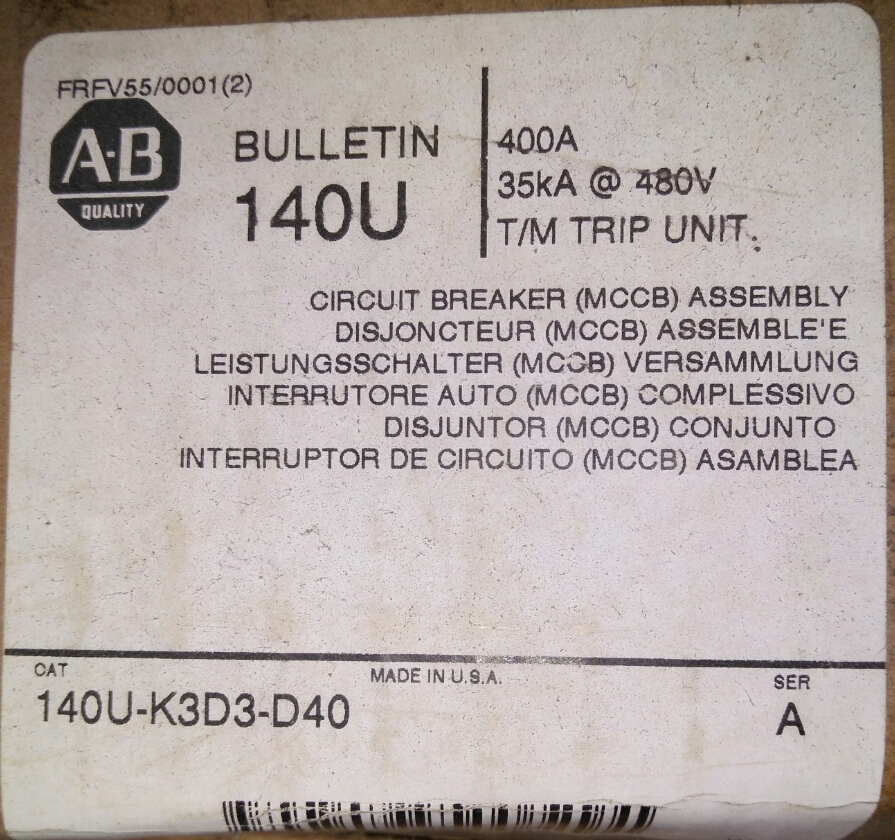 FRFV55/0001(2)
A-B
QUALITY
BULLETIN
140U
400A
35kA @ 480V
T/M TRIP UNIT.
CIRCUIT BREAKER (MCCB) ASSEMBLY
DISJONCTEUR (MCCB) ASSEMBLE'E
LEISTUNGSSCHALTER (MCCB) VERSAMMLUNG
INTERRUTORE AUTO (MCCB) COMPLESSIVO
DISJUNTOR (MCCB) CONJUNTO
INTERRUPTOR DE CIRCUITO (MCCB) ASAMBLEA
CAT
140U-K3D3-D40
MADE IN U.S.A.
SER
A